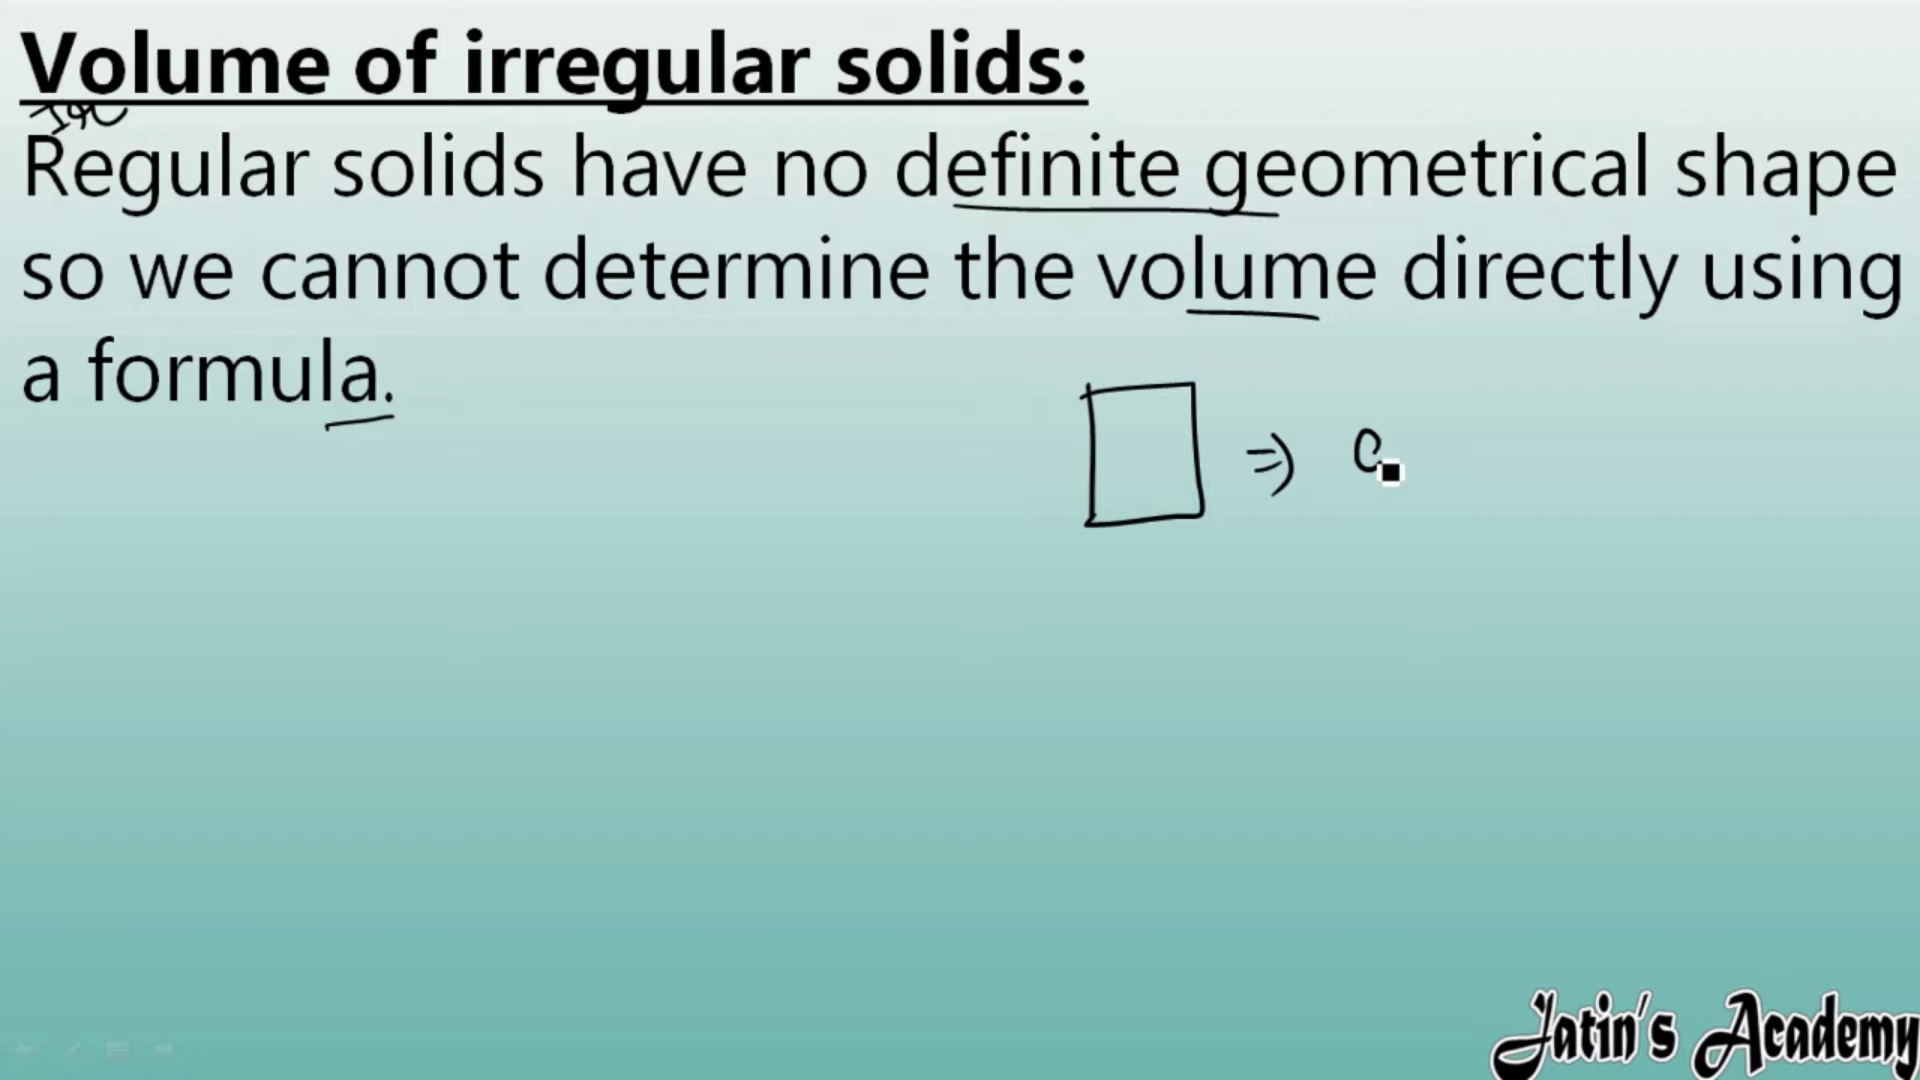 Volume of irregular solids:
Irr
Regular solids have no definite geometrical shape
so we cannot determine the volume directly using
a formula.
Jatin's Academy